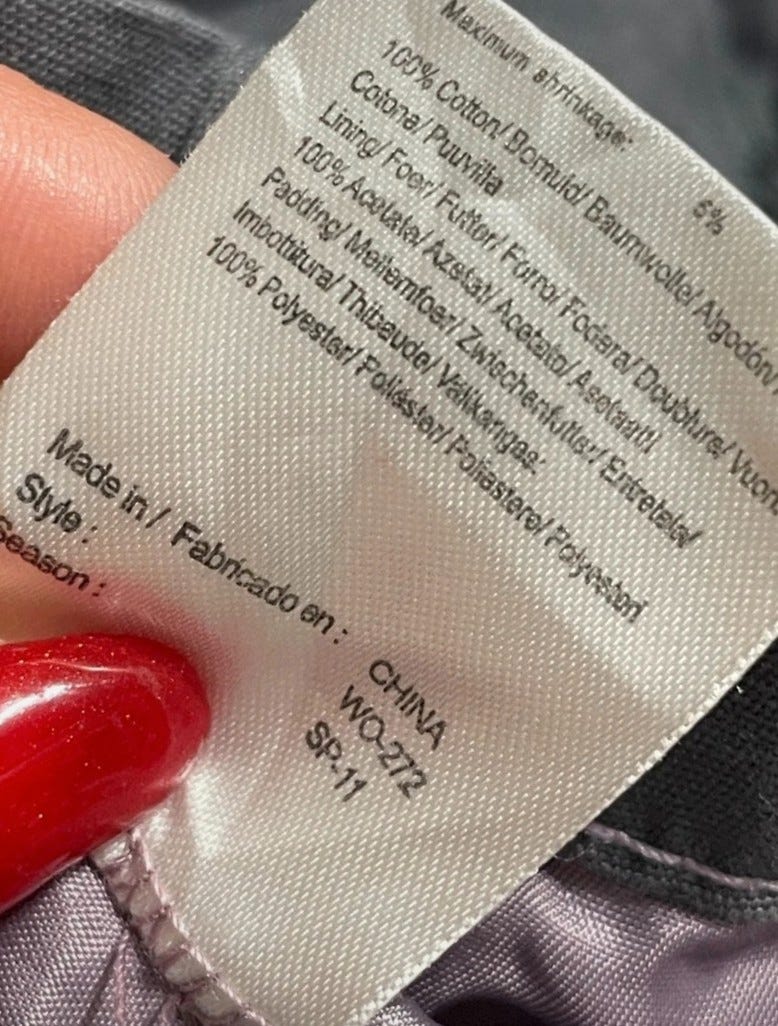 Maximum shrinkage: 5%
100% Cotton/ Bomuld/ Baumwolle/ Algodón/
Cotone/ Puuvilla
Lining/ Foer/ Futter/ Forro/ Fodera/ Doublure/ Vuori
100% Acetate/ Azetat/ Acetato/ Asetaatti
Padding/ Mellemfoer/ Zwischenfutter/ Entretela/
Imbottitura/ Thibaude/ Välikangas:
100% Polyester/ Poliéster/ Poliestere/ Polyesteri
Made in / Fabricado en : CHINA
Style : WO-272
Season : SP-11